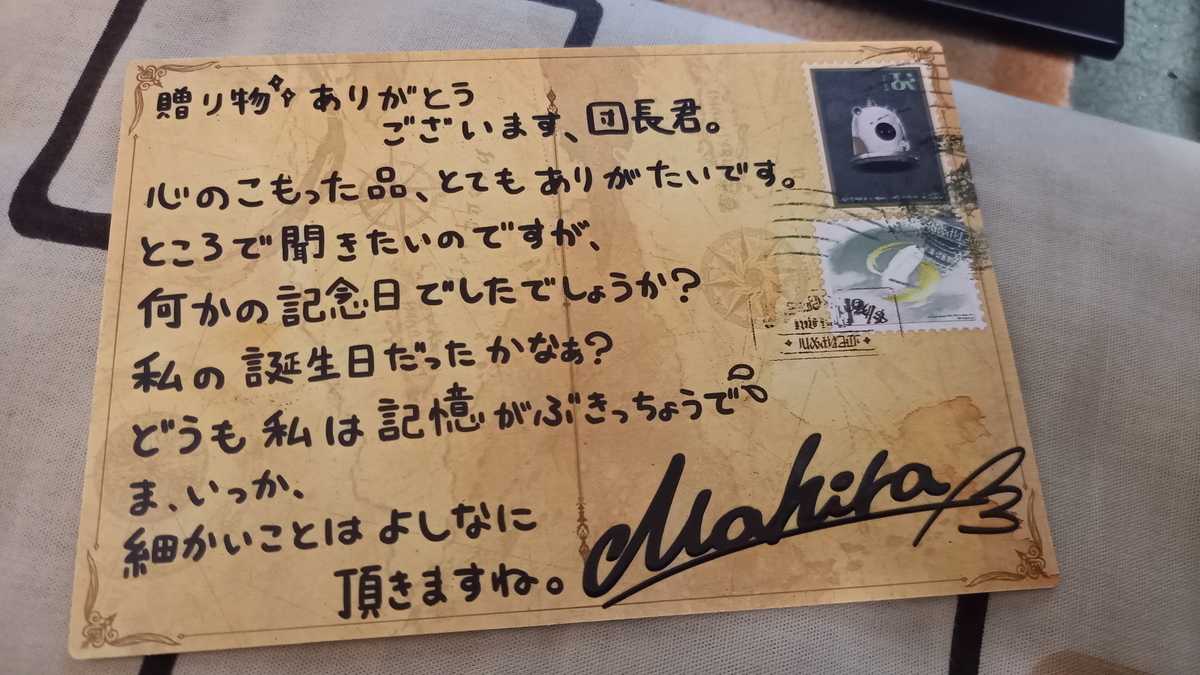 贈り物ありがとう
ございます、団長君。
心のこもった品、とてもありがたいです。
ところで聞きたいのですが、
何かの記念日でしたでしょうか？
私の誕生日だったかなぁ？
どうも私は記憶がぶきっちょうで
ま、いっか、
細かいことはよしなに
頂きますね。
Mahira